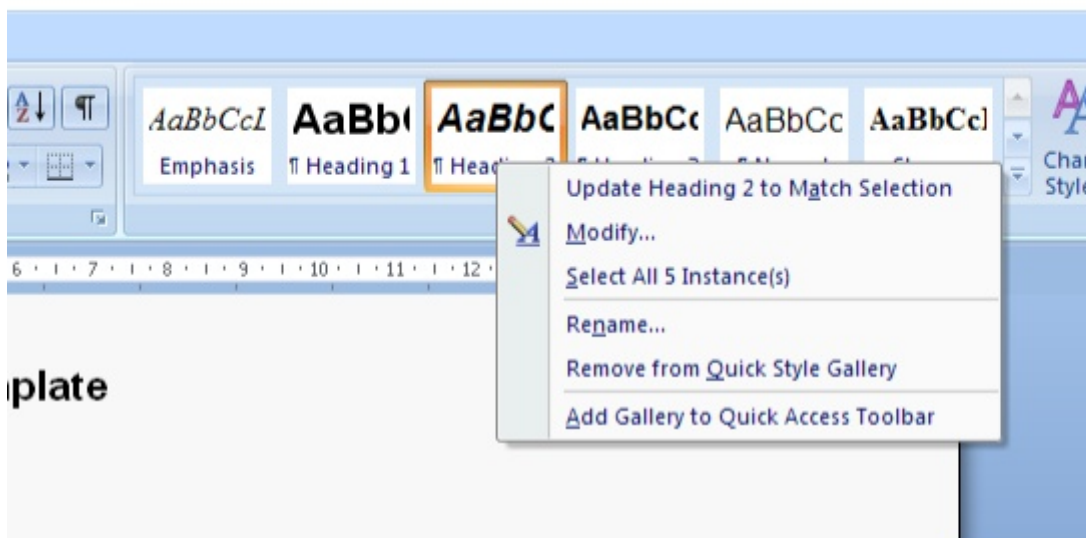 AaBbCcI AaBb( AaBbC AaBbCc AaBbCc AaBbCcl
Emphasis ¶ Heading 1 ¶ Head
Char
Style
Update Heading 2 to Match Selection
Modify...
Select All 5 Instance(s)
Rename...
Remove from Quick Style Gallery
Add Gallery to Quick Access Toolbar
6 · 7 · 8 · 9 · 10 · 11 · 12
plate